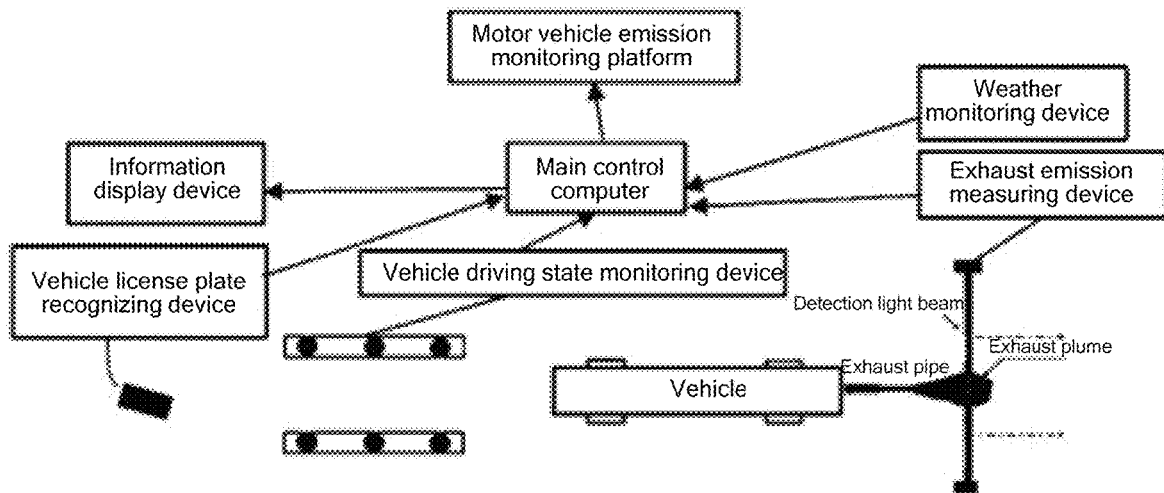 Motor vehicle emission
monitoring platform
Weather
monitoring device
Information
display device
Main control
computer
Exhaust emission
measuring device
Vehicle license plate
recognizing device
Vehicle driving state monitoring device
Detection light beam
Exhaust plume
Exhaust pipe
Vehicle